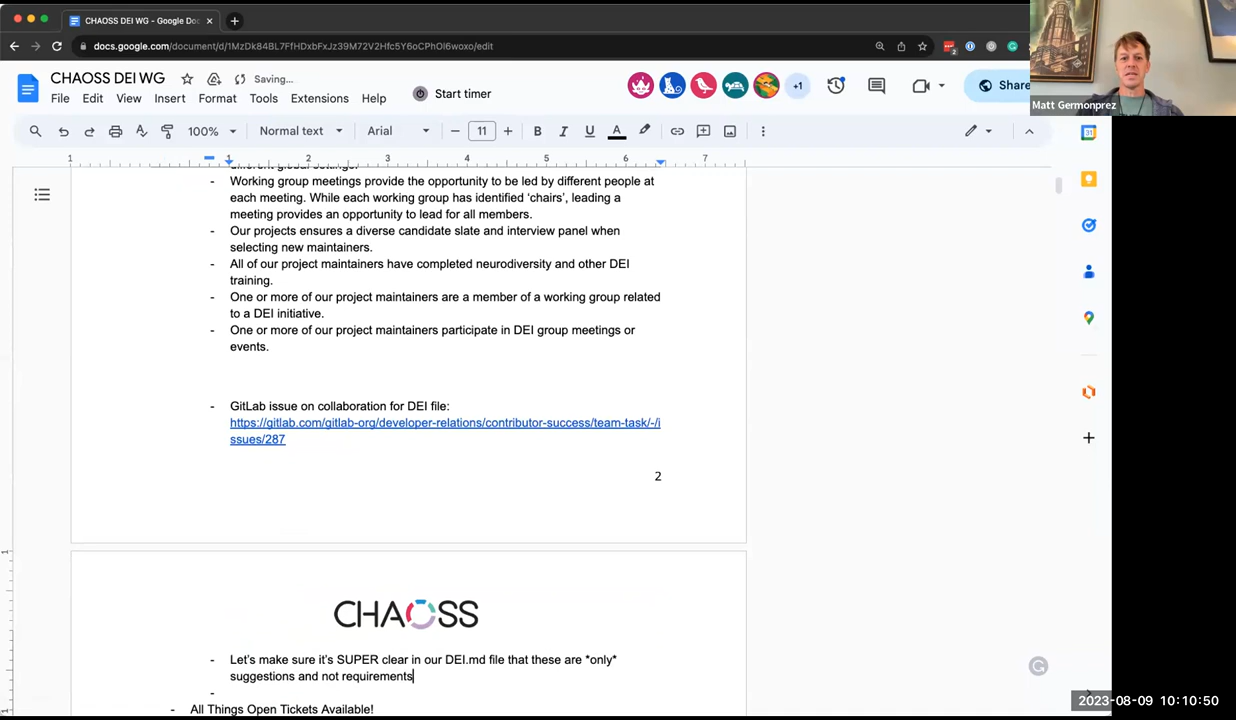 CHAOSS DEI WG - Google Doc
docs.google.com/document/d/1MzDk84BL7FfHDxbFxJz39M72V2Hfc5Y6oCPhOl6woxo/edit
CHAOSS DEI WG
Saving...
File Edit View Insert Format Tools Extensions Help
Start timer
+1
Share
Matt Germonprez
100%
Normal text
Arial
11
B I U A
1 1 2 3 4 5 6 7
Working group meetings provide the opportunity to be led by different people at
each meeting. While each working group has identified ‘chairs’, leading a
meeting provides an opportunity to lead for all members.
- Our projects ensures a diverse candidate slate and interview panel when
selecting new maintainers.
- All of our project maintainers have completed neurodiversity and other DEI
training.
- One or more of our project maintainers are a member of a working group related
to a DEI initiative.
- One or more of our project maintainers participate in DEI group meetings or
events.
- GitLab issue on collaboration for DEI file:
https://gitlab.com/gitlab-org/developer-relations/contributor-success/team-task/-/i
ssues/287
2
CHAOSS
- Let’s make sure it’s SUPER clear in our DEI.md file that these are *only*
suggestions and not requirements
-
- All Things Open Tickets Available!
2023-08-09 10:10:50